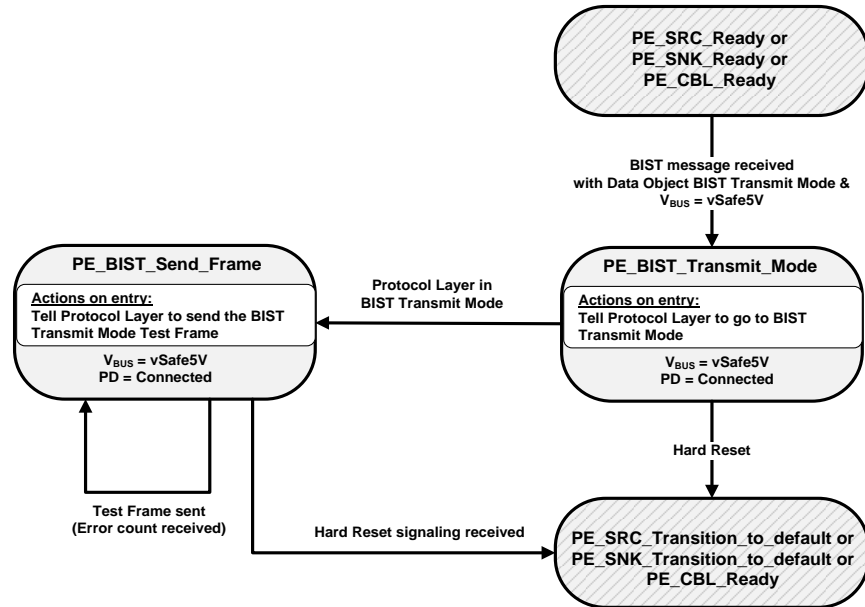 PE_SRC_Ready or
PE_SNK_Ready or
PE_CBL_Ready
BIST message received
with Data Object BIST Transmit Mode &
VBUS = vSafe5V
PE_BIST_Send_Frame
Actions on entry:
Tell Protocol Layer to send the BIST
Transmit Mode Test Frame
VBUS = vSafe5V
PD = Connected
Protocol Layer in
BIST Transmit Mode
PE_BIST_Transmit_Mode
Actions on entry:
Tell Protocol Layer to go to BIST
Transmit Mode
VBUS = vSafe5V
PD = Connected
Hard Reset
Test Frame sent
(Error count received)
Hard Reset signaling received
PE_SRC_Transition_to_default or
PE_SNK_Transition_to_default or
PE_CBL_Ready